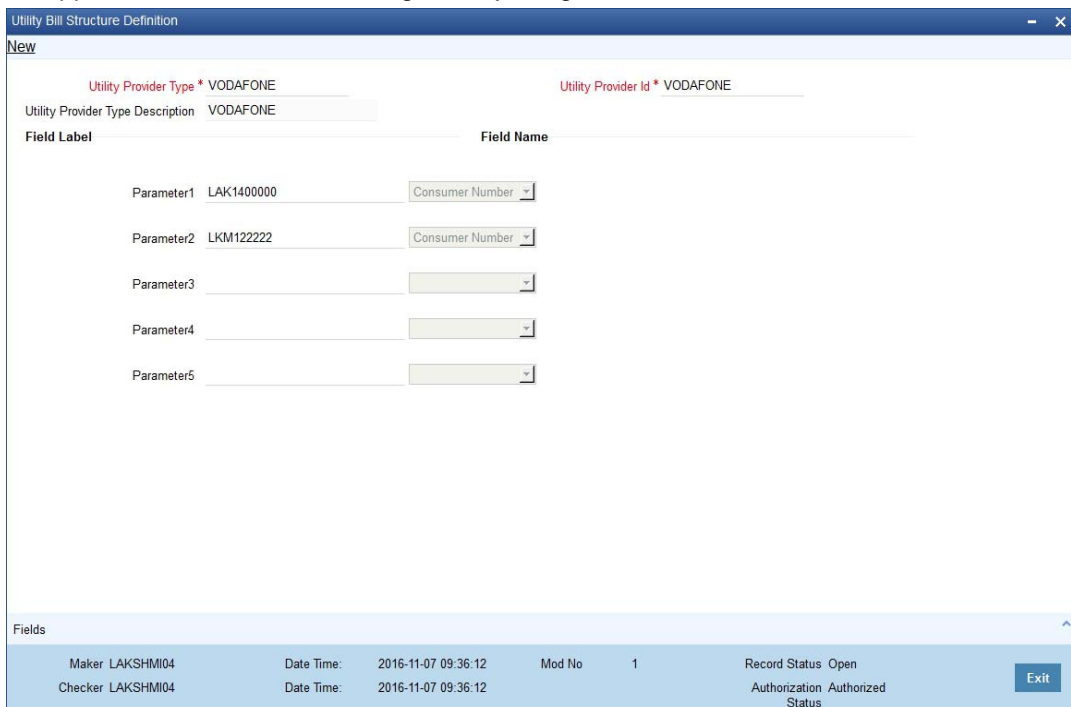 Utility Bill Structure Definition
New
Utility Provider Type * VODAFONE Utility Provider Id * VODAFONE
Utility Provider Type Description VODAFONE
Field Label Field Name
Parameter1 LAK1400000 Consumer Number
Parameter2 LKM122222 Consumer Number
Parameter3
Parameter4
Parameter5
Fields
Maker LAKSHMI04 Date Time: 2016-11-07 09:36:12 Mod No 1 Record Status Open
Checker LAKSHMI04 Date Time: 2016-11-07 09:36:12 Authorization Status Authorized
Exit